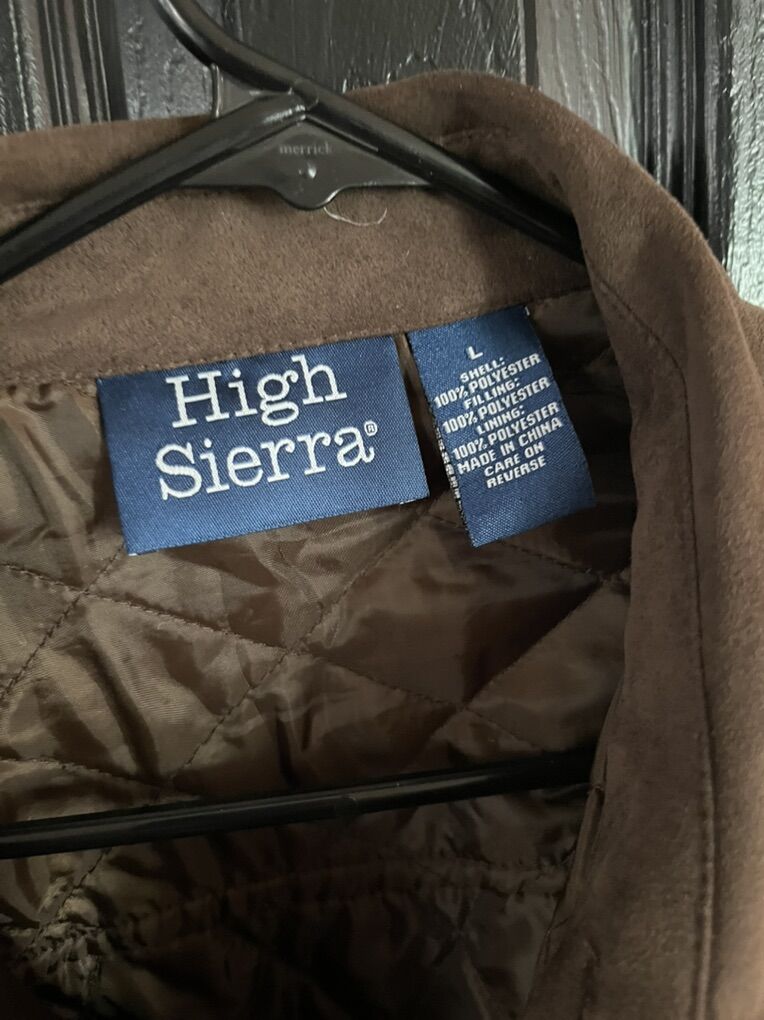 merrick
High
Sierra®
L
SHELL:
100% POLYESTER
FILLING:
100% POLYESTER
LINING:
100% POLYESTER
MADE IN CHINA
CARE ON
REVERSE